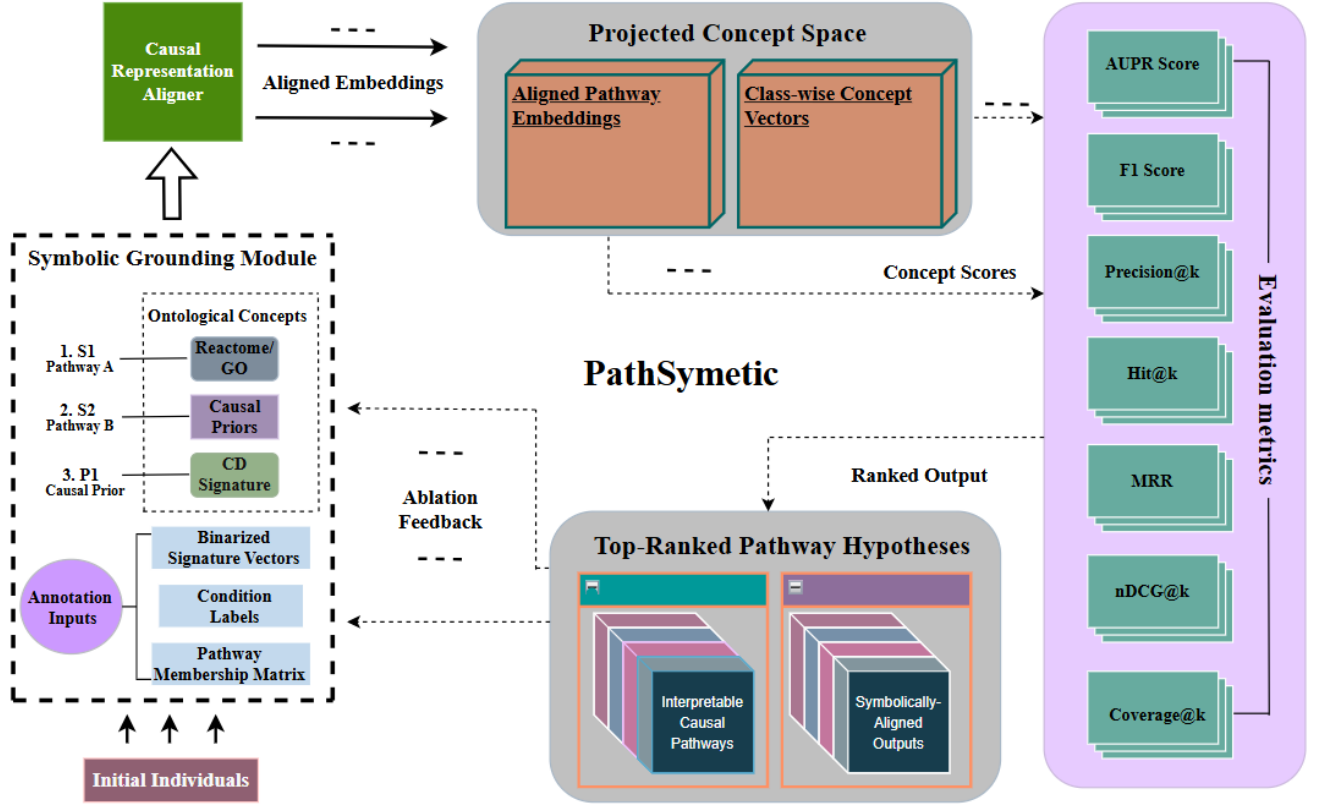 Causal
Representation
Aligner
Aligned Embeddings
Projected Concept Space
Aligned Pathway
Embeddings
Class-wise Concept
Vectors
Concept Scores
AUPR Score
F1 Score
Precision@k
Hit@k
MRR
nDCG@k
Coverage@k
Evaluation metrics
Symbolic Grounding Module
Ontological Concepts
1. S1
Pathway A
Reactome/
GO
2. S2
Pathway B
Causal
Priors
3. P1
Causal Prior
CD
Signature
Annotation
Inputs
Binarized
Signature Vectors
Condition
Labels
Pathway
Membership Matrix
Initial Individuals
PathSymetic
Ablation
Feedback
Ranked Output
Top-Ranked Pathway Hypotheses
Interpretable
Causal
Pathways
Symbolically-
Aligned
Outputs